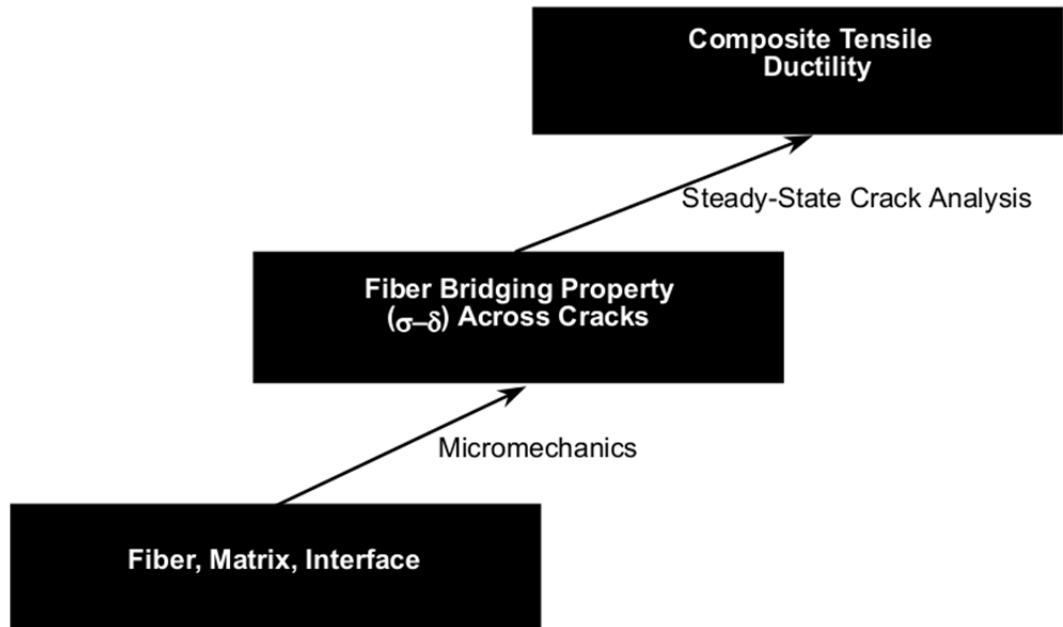 Composite Tensile
Ductility
Steady-State Crack Analysis
Fiber Bridging Property
(σ–δ) Across Cracks
Micromechanics
Fiber, Matrix, Interface